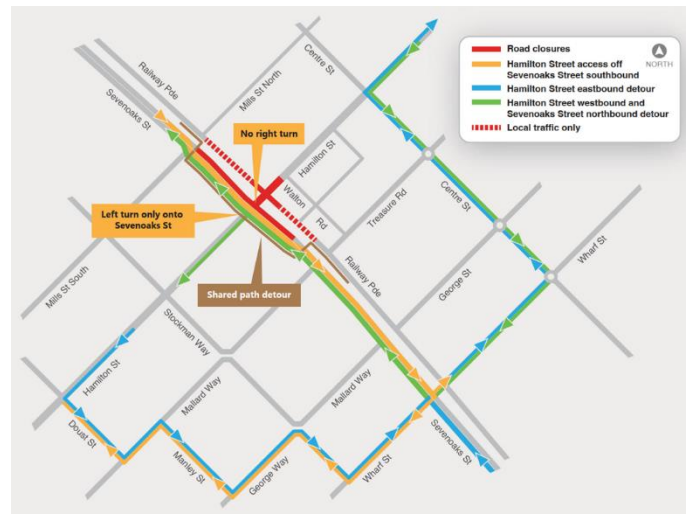 Road closures
Hamilton Street access off
Sevenoaks Street southbound
Hamilton Street eastbound detour
Hamilton Street westbound and
Sevenoaks Street northbound detour
Local traffic only
NORTH
Railway Pde
Sevenoaks St
Mills St North
Centre St
No right turn
Hamilton St
Walton
Rd
Treasure Rd
Centre St
Wharf St
Left turn only onto
Sevenoaks St
Railway Pde
George St
Mills St South
Shared path detour
Stockman Way
Hamilton St
Mallard Way
Mallard Way
Doust St
Manley St
George Way
Wharf St
Sevenoaks St